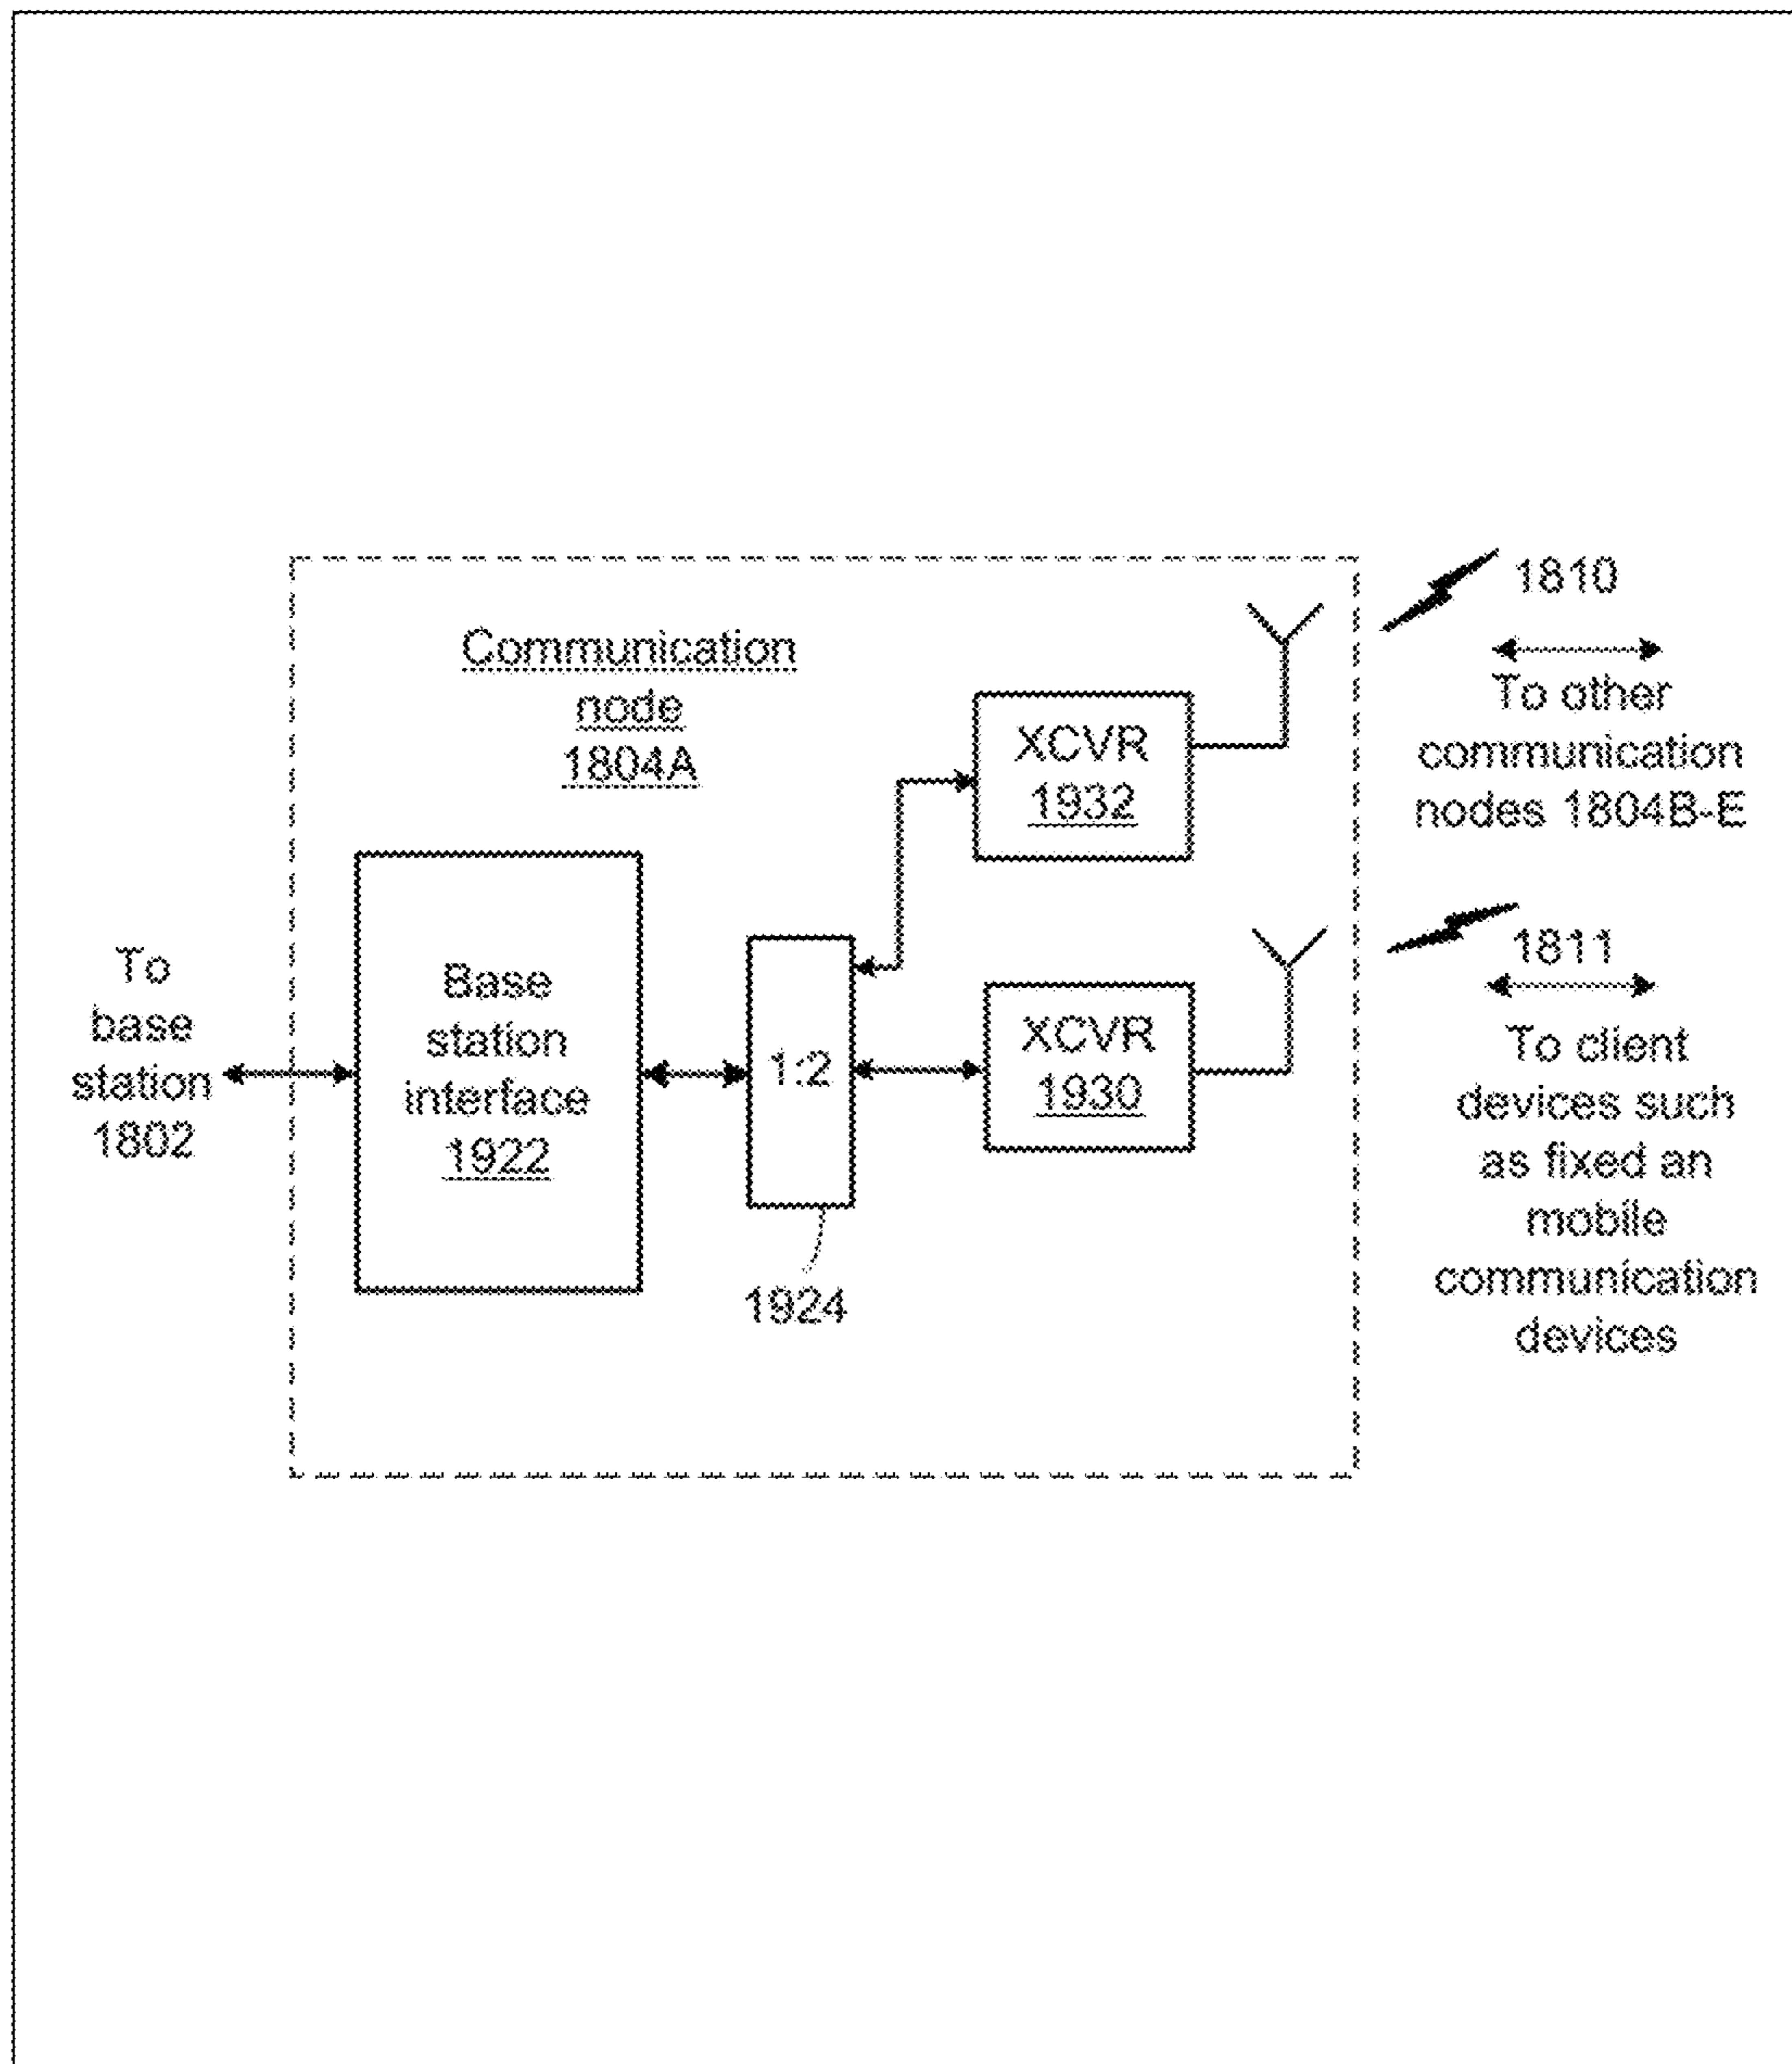 Communication
node
1804A
To
base
station
1802
Base
station
interface
1922
1:2
1924
XCVR
1932
XCVR
1930
1810
To other
communication
nodes 1804B-E
1811
To client
devices such
as fixed an
mobile
communication
devices